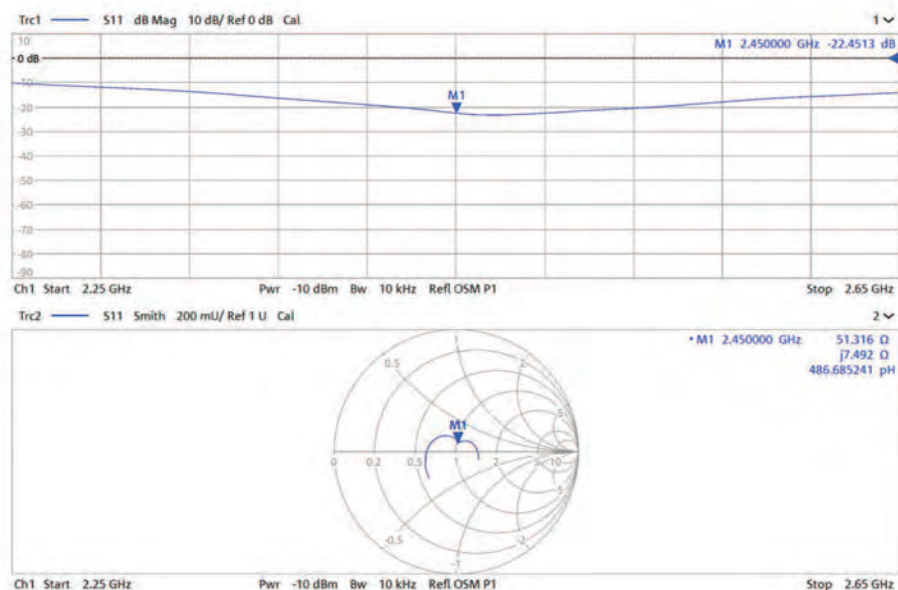 Trc1 S11 dB Mag 10 dB/ Ref 0 dB Cal 1
10
M1 2.450000 GHz -22.4513 dB
0 dB
-10
M1
-20
-30
-40
-50
-60
-70
-80
-90
Ch1 Start 2.25 GHz Pwr -10 dBm Bw 10 kHz Refl OSM P1 Stop 2.65 GHz
Trc2 S11 Smith 200 mU/ Ref 1 U Cal 2
• M1 2.450000 GHz 51.316 Ω
j7.492 Ω
486.685241 pH
1
0.5 2
5
M1
0 0.2 0.5 1 2 5 10
-5
-0.5 -2
-1
Ch1 Start 2.25 GHz Pwr -10 dBm Bw 10 kHz Refl OSM P1 Stop 2.65 GHz